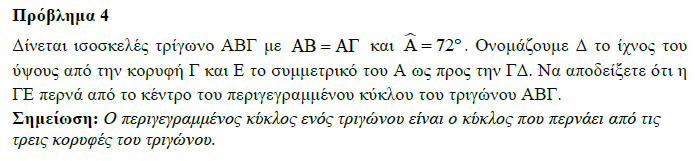 Πρόβλημα 4
Δίνεται ισοσκελές τρίγωνο ΑΒΓ με ΑΒ = ΑΓ και Â = 72°. Ονομάζουμε Δ το ίχνος του
ύψους από την κορυφή Γ και Ε το συμμετρικό του Α ως προς την ΓΔ. Να αποδείξετε ότι η
ΓΕ περνά από το κέντρο του περιγεγραμμένου κύκλου του τριγώνου ΑΒΓ.
Σημείωση: Ο περιγεγραμμένος κύκλος ενός τριγώνου είναι ο κύκλος που περνάει από τις
τρεις κορυφές του τριγώνου.